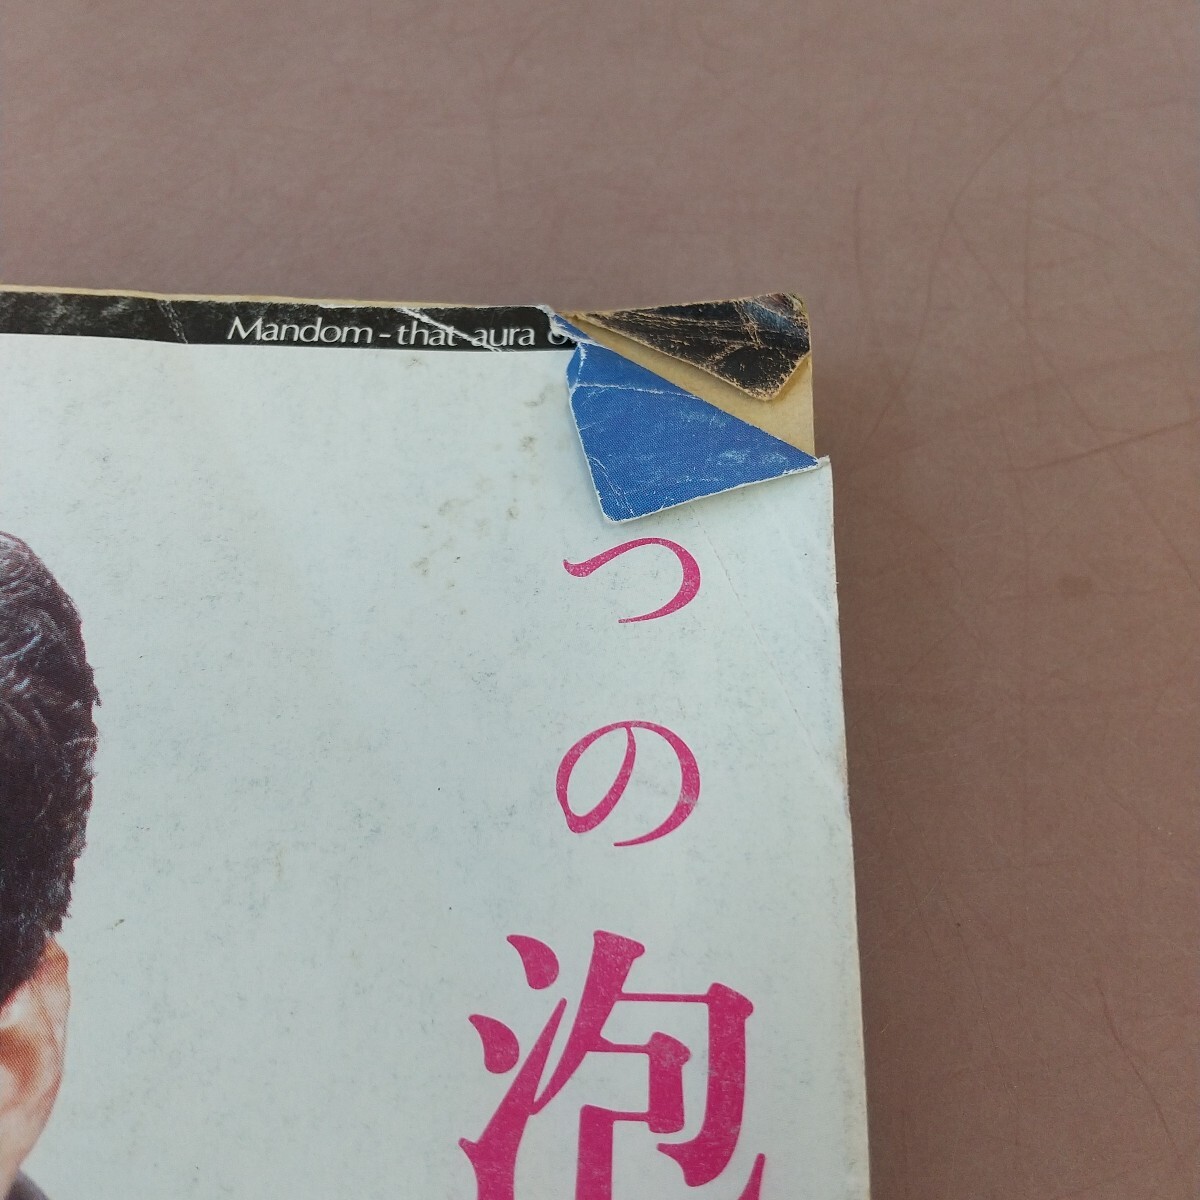 Mandom - that aura
つの泡